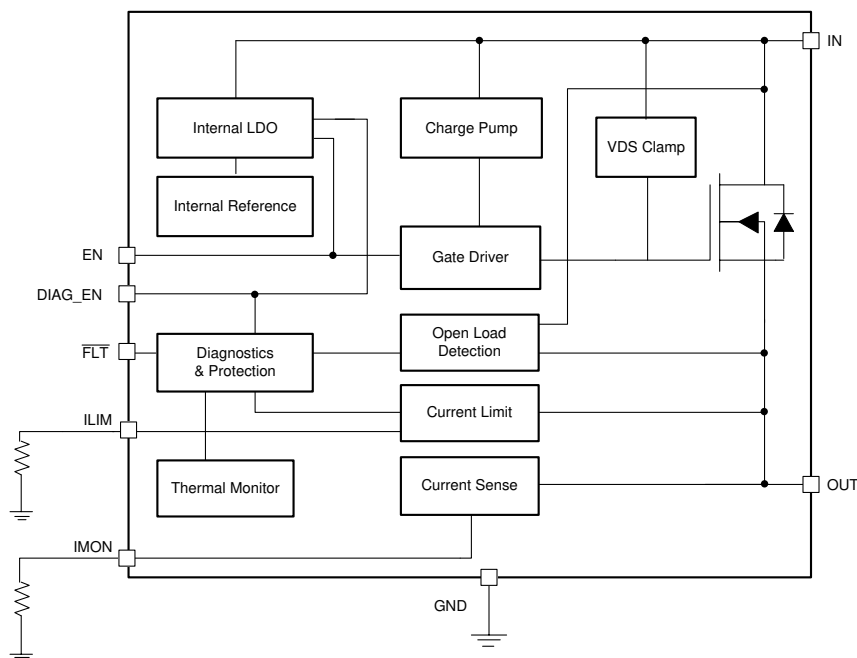 IN
Internal LDO
Charge Pump
VDS Clamp
Internal Reference
EN
Gate Driver
DIAG_EN
Open Load
Detection
FLT
Diagnostics
& Protection
Current Limit
ILIM
Thermal Monitor
Current Sense
OUT
IMON
GND